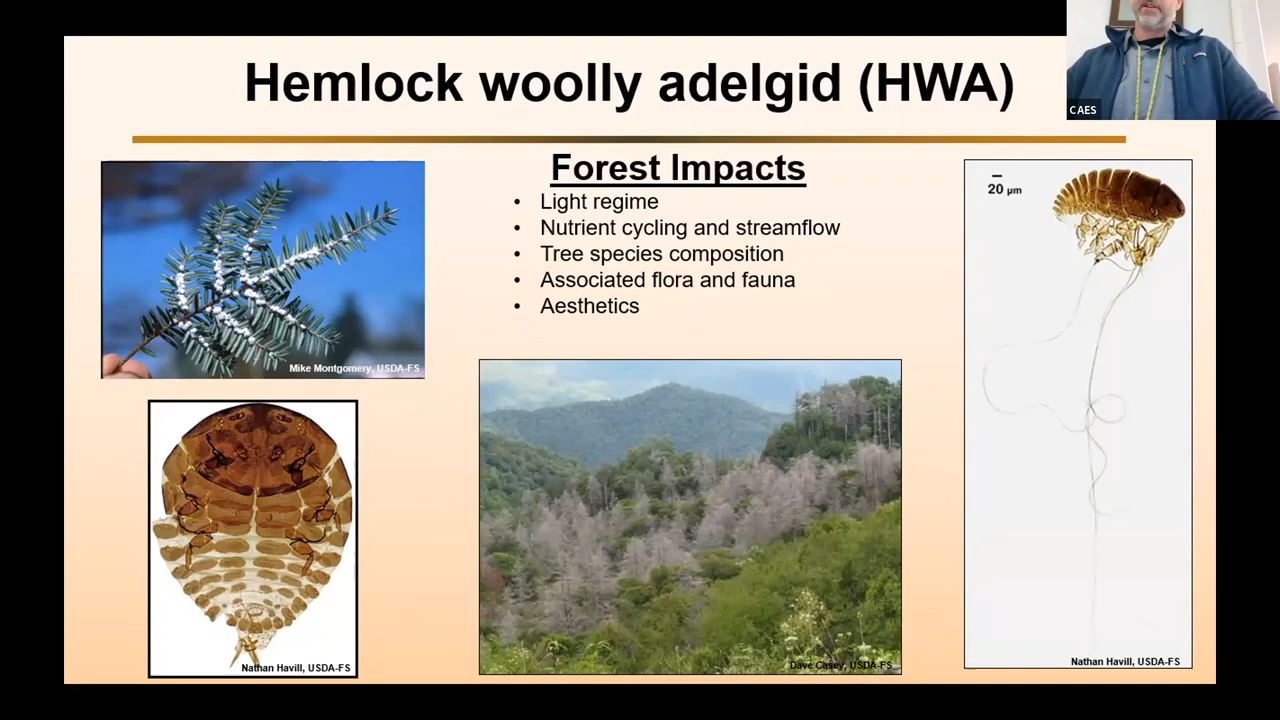 Hemlock woolly adelgid (HWA)
CAES
Forest Impacts
• Light regime
• Nutrient cycling and streamflow
• Tree species composition
• Associated flora and fauna
• Aesthetics
Mike Montgomery, USDA-FS
Nathan Havill, USDA-FS
Dave Casey, USDA-FS
20 µm
Nathan Havill, USDA-FS